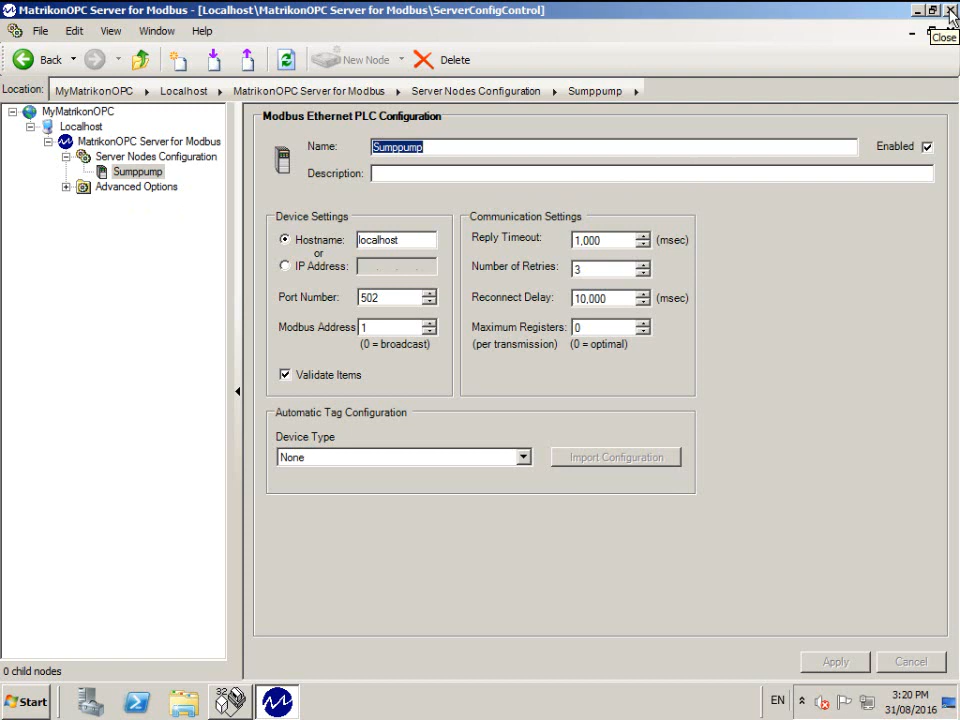 MatrikonOPC Server for Modbus - [Localhost\MatrikonOPC Server for Modbus\ServerConfigControl]
File Edit View Window Help
Close
Back New Node Delete
Location: MyMatrikonOPC Localhost MatrikonOPC Server for Modbus Server Nodes Configuration Sumppump
MyMatrikonOPC
Localhost
MatrikonOPC Server for Modbus
Server Nodes Configuration
Sumppump
Advanced Options
Modbus Ethernet PLC Configuration
Name: Sumppump Enabled
Description:
Device Settings
Hostname: localhost
or
IP Address:
Port Number: 502
Modbus Address 1
(0 = broadcast)
Validate Items
Communication Settings
Reply Timeout: 1,000 (msec)
Number of Retries: 3
Reconnect Delay: 10,000 (msec)
Maximum Registers: 0
(per transmission) (0 = optimal)
Automatic Tag Configuration
Device Type
None Import Configuration
Apply Cancel
0 child nodes
Start 32 EN 3:20 PM
31/08/2016